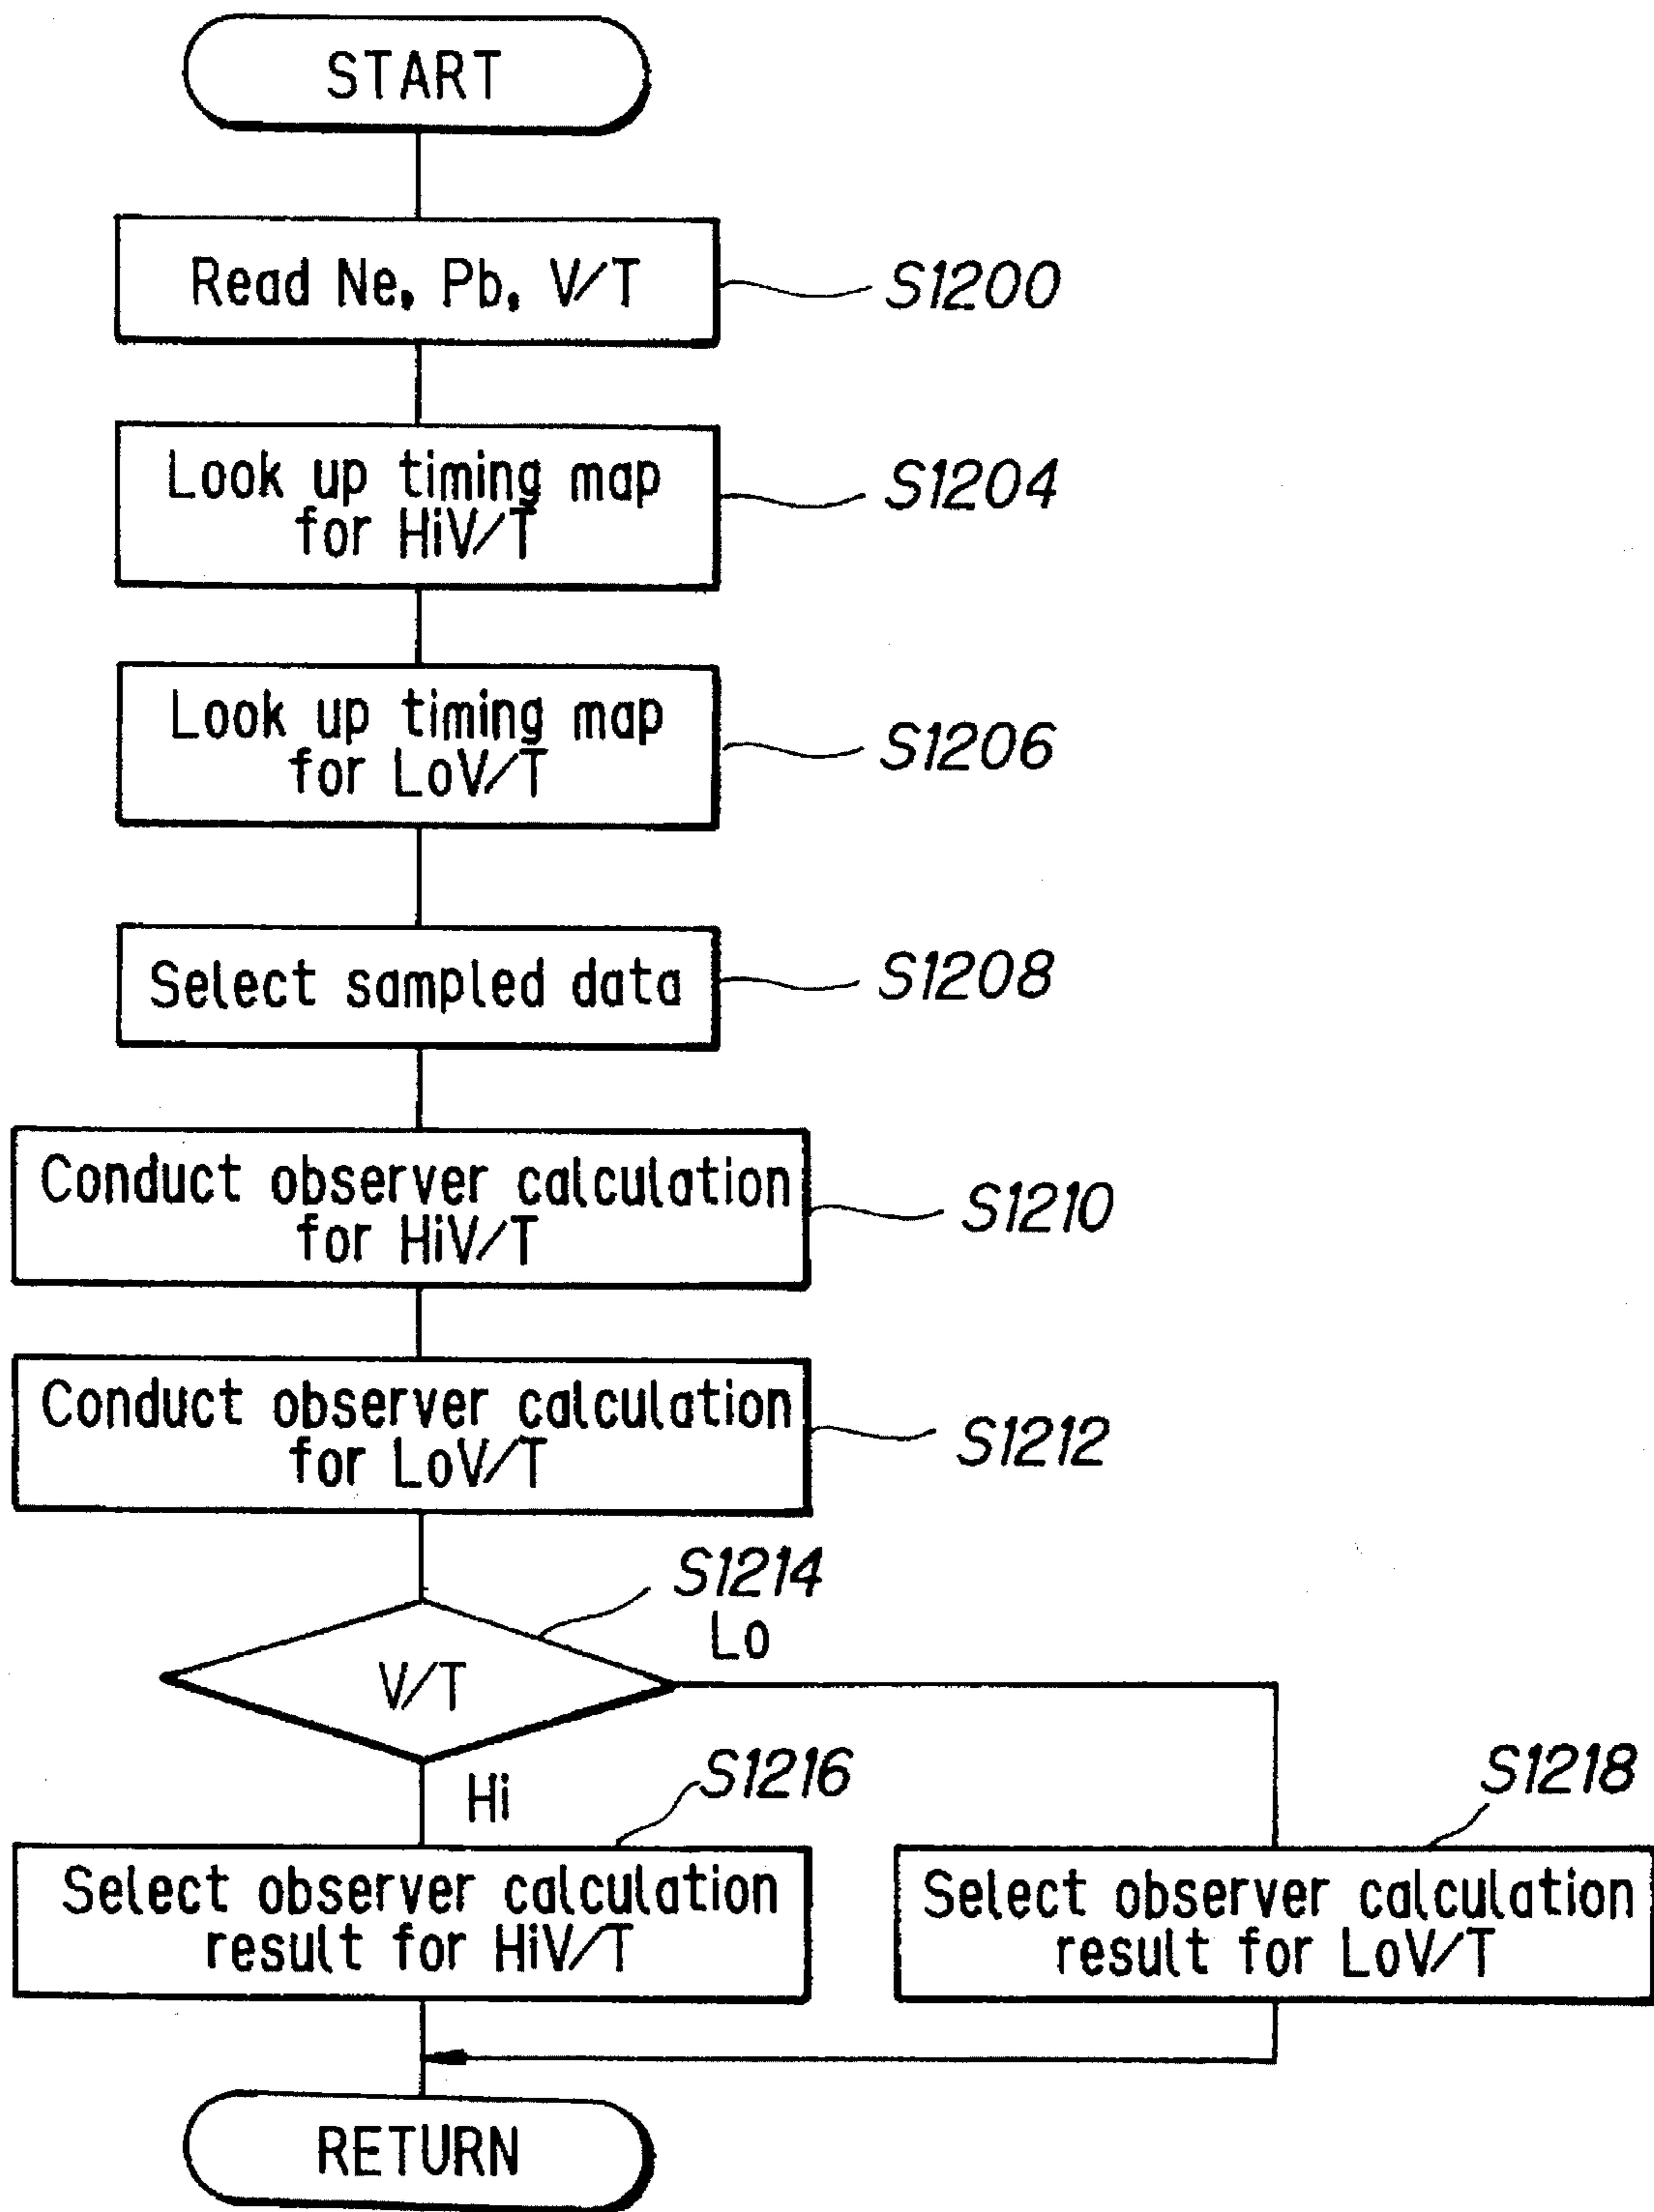 START
Read Ne, Pb, V/T
S1200
Look up timing map
for HiV/T
S1204
Look up timing map
for LoV/T
S1206
Select sampled data
S1208
Conduct observer calculation
for HiV/T
S1210
Conduct observer calculation
for LoV/T
S1212
S1214
Lo
V/T
Hi
S1216
S1218
Select observer calculation
result for HiV/T
Select observer calculation
result for LoV/T
RETURN